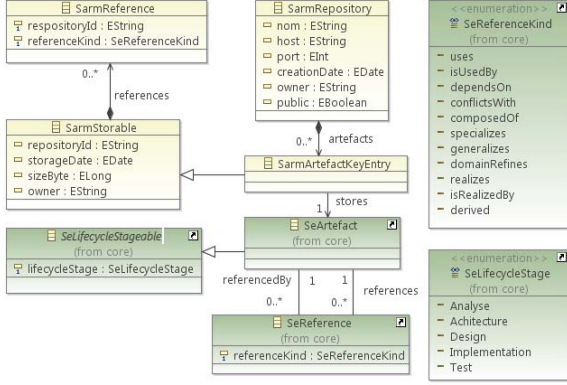 SarmReference
respositoryId : EString
referenceKind : SeReferenceKind
0..*
references
SarmStorable
repositoryId : EString
storageDate : EDate
sizeByte : ELong
owner : EString
SarmRepository
nom : EString
host : EString
port : EInt
creationDate : EDate
owner : EString
public : EBoolean
0..*
artefacts
SarmArtefactKeyEntry
stores
1
SeLifecycleStageable
(from core)
lifecycleStage : SeLifecycleStage
SeArtefact
(from core)
referencedBy
1
1
references
0..*
0..*
SeReference
(from core)
referenceKind : SeReferenceKind
<<enumeration>>
SeReferenceKind
(from core)
uses
isUsedBy
dependsOn
conflictsWith
composedOf
specializes
generalizes
domainRefines
realizes
isRealizedBy
derived
<<enumeration>>
SeLifecycleStage
(from core)
Analyse
Achitecture
Design
Implementation
Test